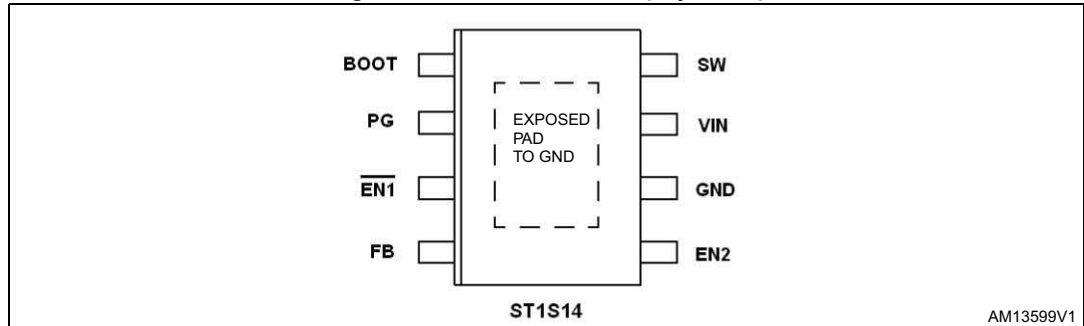 BOOT
PG
EN1
FB
EXPOSED
PAD
TO GND
SW
VIN
GND
EN2
ST1S14
AM13599V1